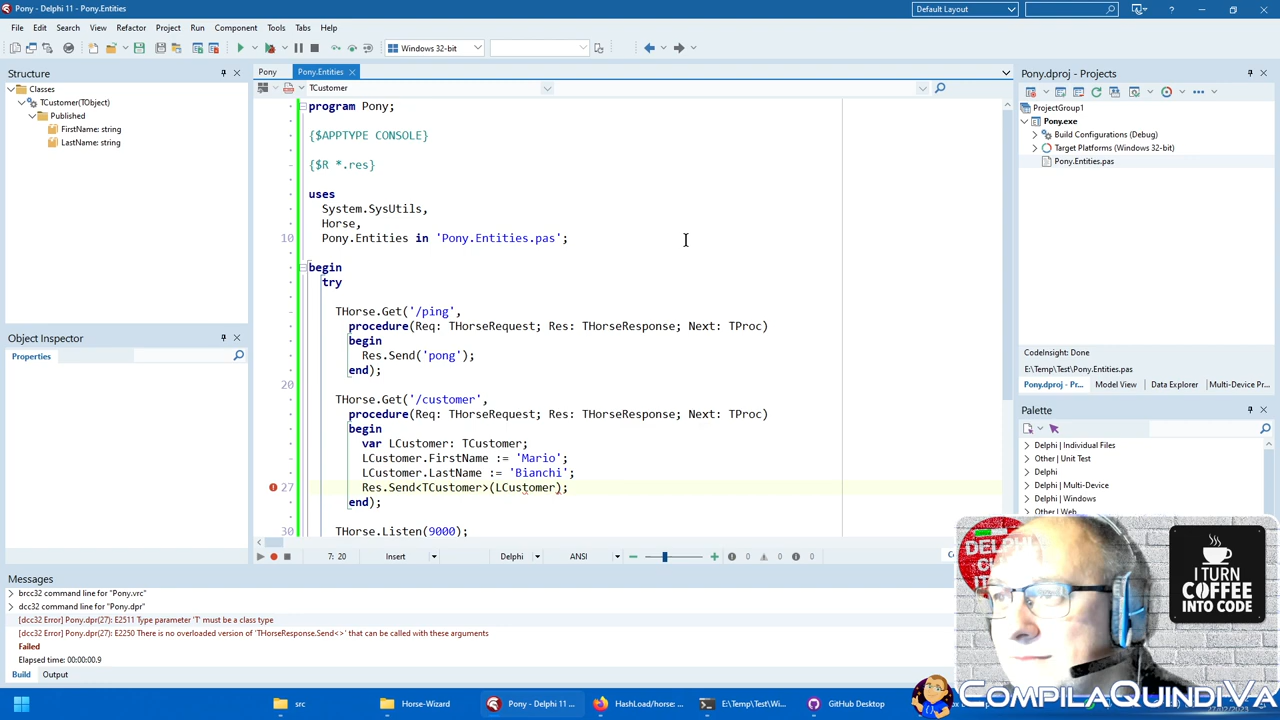 Pony - Delphi 11 - Pony.Entities
Default Layout
File Edit Search View Refactor Project Run Component Tools Tabs Help
Windows 32-bit
Structure
Classes
TCustomer(TObject)
Published
FirstName: string
LastName: string
Object Inspector
Properties
Pony
Pony.Entities
TCustomer
program Pony;
{$APPTYPE CONSOLE}
{$R *.res}
uses
System.SysUtils,
Horse,
10 Pony.Entities in 'Pony.Entities.pas';
begin
try
THorse.Get('/ping',
procedure(Req: THorseRequest; Res: THorseResponse; Next: TProc)
begin
Res.Send('pong');
end);
20
THorse.Get('/customer',
procedure(Req: THorseRequest; Res: THorseResponse; Next: TProc)
begin
var LCustomer: TCustomer;
LCustomer.FirstName := 'Mario';
LCustomer.LastName := 'Bianchi';
27 Res.Send<TCustomer>(LCustomer);
end);
30 THorse.Listen(9000);
7: 20 Insert Delphi ANSI 0 0 0
Pony.dproj - Projects
ProjectGroup1
Pony.exe
Build Configurations (Debug)
Target Platforms (Windows 32-bit)
Pony.Entities.pas
CodeInsight: Done
E:\Temp\Test\Pony.Entities.pas
Pony.dproj - Pr... Model View Data Explorer Multi-Device Pr...
Palette
Delphi | Individual Files
Other | Unit Test
Delphi
Delphi | Multi-Device
Delphi | Windows
Other | Web
Messages
brcc32 command line for "Pony.vrc"
dcc32 command line for "Pony.dpr"
[dcc32 Error] Pony.dpr(27): E2511 Type parameter 'T' must be a class type
[dcc32 Error] Pony.dpr(27): E2250 There is no overloaded version of 'THorseResponse.Send<>' that can be called with these arguments
Failed
Elapsed time: 00:00:00.9
Build Output
I TURN
COFFEE
INTO CODE
src
Horse-Wizard
Pony - Delphi 11 ...
HashLoad/horse: ...
E:\Temp\Test\Wi...
GitHub Desktop
COMPILAQUINDIVA